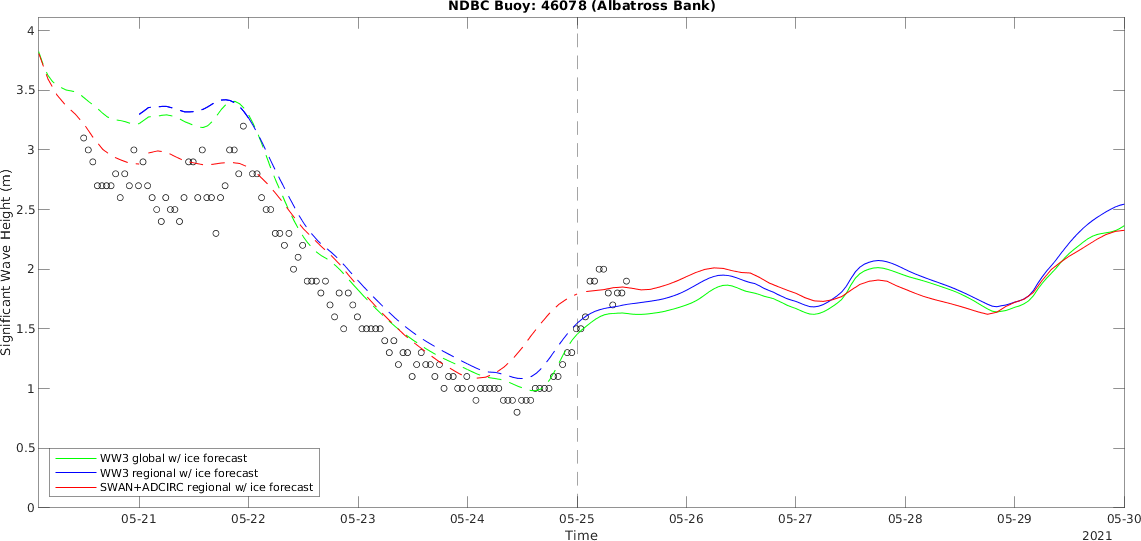 NDBC Buoy: 46078 (Albatross Bank)
Significant Wave Height (m)
4
3.5
3
2.5
2
1.5
1
0.5
0
WW3 global w/ ice forecast
WW3 regional w/ ice forecast
SWAN+ADCIRC regional w/ ice forecast
05-21 05-22 05-23 05-24 05-25 05-26 05-27 05-28 05-29 05-30
Time
2021